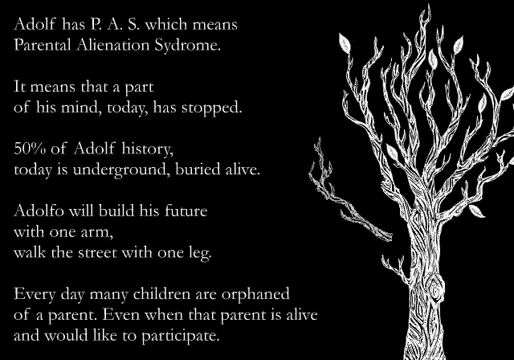 Adolf has P. A. S. which means
Parental Alienation Sydrome.
It means that a part
of his mind, today, has stopped.
50% of Adolf history,
today is underground, buried alive.
Adolfo will build his future
with one arm,
walk the street with one leg.
Every day many children are orphaned
of a parent. Even when that parent is alive
and would like to participate.